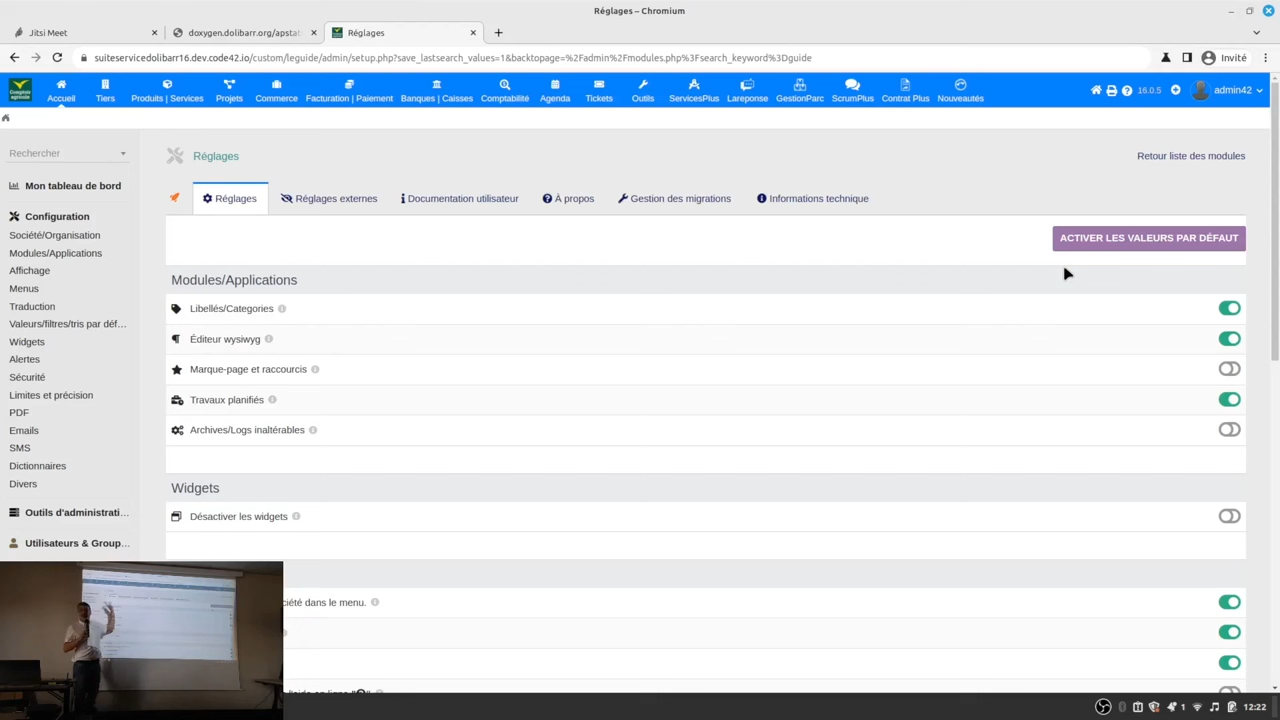 Réglages – Chromium
Jitsi Meet
doxygen.dolibarr.org/apstat
Réglages
suiteservicedolibarr16.dev.code42.io/custom/leguide/admin/setup.php?save_lastsearch_values=1&backtopage=%2Fadmin%2Fmodules.php%3Fsearch_keyword%3Dguide
Invité
Comptoir agricole
Accueil
Tiers
Produits | Services
Projets
Commerce
Facturation | Paiement
Banques | Caisses
Comptabilité
Agenda
Tickets
Outils
ServicesPlus
Lareponse
GestionParc
ScrumPlus
Contrat Plus
Nouveautés
16.0.5
admin42
Rechercher
Mon tableau de bord
Configuration
Société/Organisation
Modules/Applications
Affichage
Menus
Traduction
Valeurs/filtres/tris par déf…
Widgets
Alertes
Sécurité
Limites et précision
PDF
Emails
SMS
Dictionnaires
Divers
Outils d'administrati…
Utilisateurs & Group…
Réglages
Retour liste des modules
Réglages
Réglages externes
Documentation utilisateur
À propos
Gestion des migrations
Informations technique
ACTIVER LES VALEURS PAR DÉFAUT
Modules/Applications
Libellés/Categories
Éditeur wysiwyg
Marque-page et raccourcis
Travaux planifiés
Archives/Logs inaltérables
Widgets
Désactiver les widgets
ciété dans le menu.
1
12:22